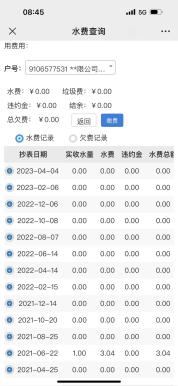 08:45
5G
水费查询
用费用:
户号: 9106577531 **限公司...
水费: ￥0.00 垃圾费: ￥0.00
违约金: ￥0.00 结余: ￥0.00
总欠费: ￥0.00 返回 缴费
水费记录 欠费记录
抄表日期 实收水量 水费 违约金 水费总额
2023-04-04 0.00 0.00 0.00 0.00
2023-02-06 0.00 0.00 0.00 0.00
2022-12-06 0.00 0.00 0.00 0.00
2022-10-08 0.00 0.00 0.00 0.00
2022-08-07 0.00 0.00 0.00 0.00
2022-06-14 0.00 0.00 0.00 0.00
2022-04-14 0.00 0.00 0.00 0.00
2022-02-15 0.00 0.00 0.00 0.00
2021-12-14 0.00 0.00 0.00 0.00
2021-10-20 0.00 0.00 0.00 0.00
2021-08-25 0.00 0.00 0.00 0.00
2021-06-22 1.00 3.04 0.00 3.04
2021-04-25 0.00 0.00 0.00 0.00